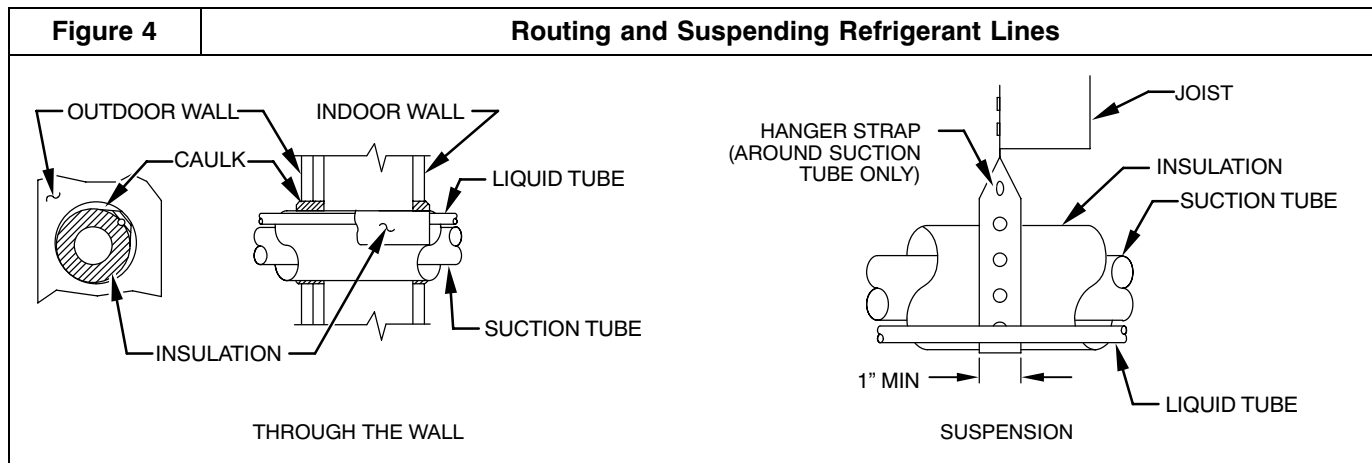 Figure 4
Routing and Suspending Refrigerant Lines
OUTDOOR WALL
INDOOR WALL
CAULK
LIQUID TUBE
SUCTION TUBE
INSULATION
THROUGH THE WALL
JOIST
HANGER STRAP
(AROUND SUCTION
TUBE ONLY)
INSULATION
SUCTION TUBE
1” MIN
LIQUID TUBE
SUSPENSION